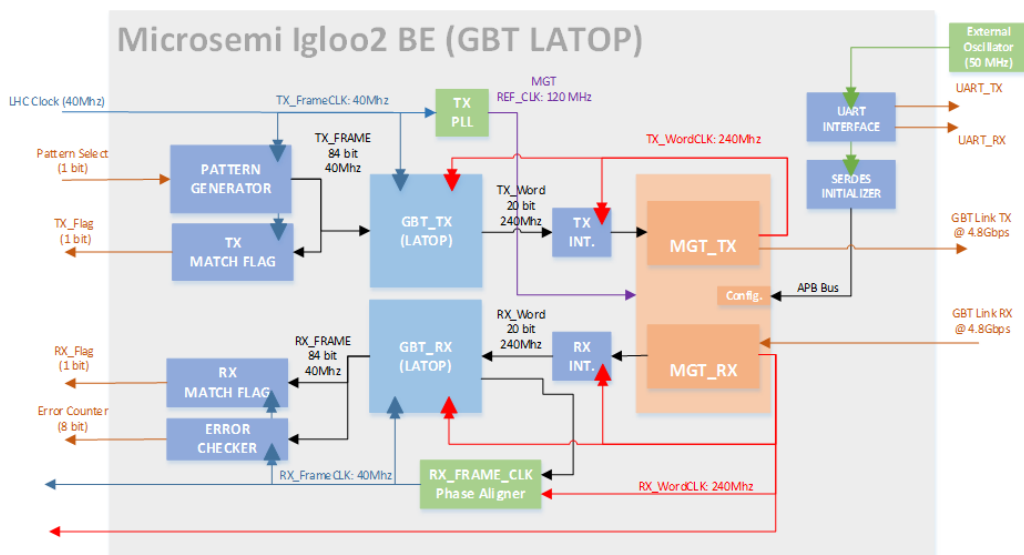 Microsemi Igloo2 BE (GBT LATOP)
External
Oscillator
(50 MHz)
LHC Clock (40Mhz)
TX_FrameCLK: 40Mhz
TX
PLL
MGT
REF_CLK: 120 MHz
UART
INTERFACE
UART_TX
UART_RX
Pattern Select
(1 bit)
PATTERN
GENERATOR
TX_FRAME
84 bit
40Mhz
TX_WordCLK: 240Mhz
SERDES
INITIALIZER
TX_Flag
(1 bit)
TX
MATCH FLAG
GBT_TX
(LATOP)
TX_Word
20 bit
240Mhz
TX
INT.
MGT_TX
GBT Link TX
@ 4.8Gbps
Config.
APB Bus
RX_Flag
(1 bit)
RX
MATCH FLAG
RX_FRAME
84 bit
40Mhz
GBT_RX
(LATOP)
RX_Word
20 bit
240Mhz
RX
INT.
MGT_RX
GBT Link RX
@ 4.8Gbps
Error Counter
(8 bit)
ERROR
CHECKER
RX_FrameCLK: 40Mhz
RX_FRAME_CLK
Phase Aligner
RX_WordCLK: 240Mhz